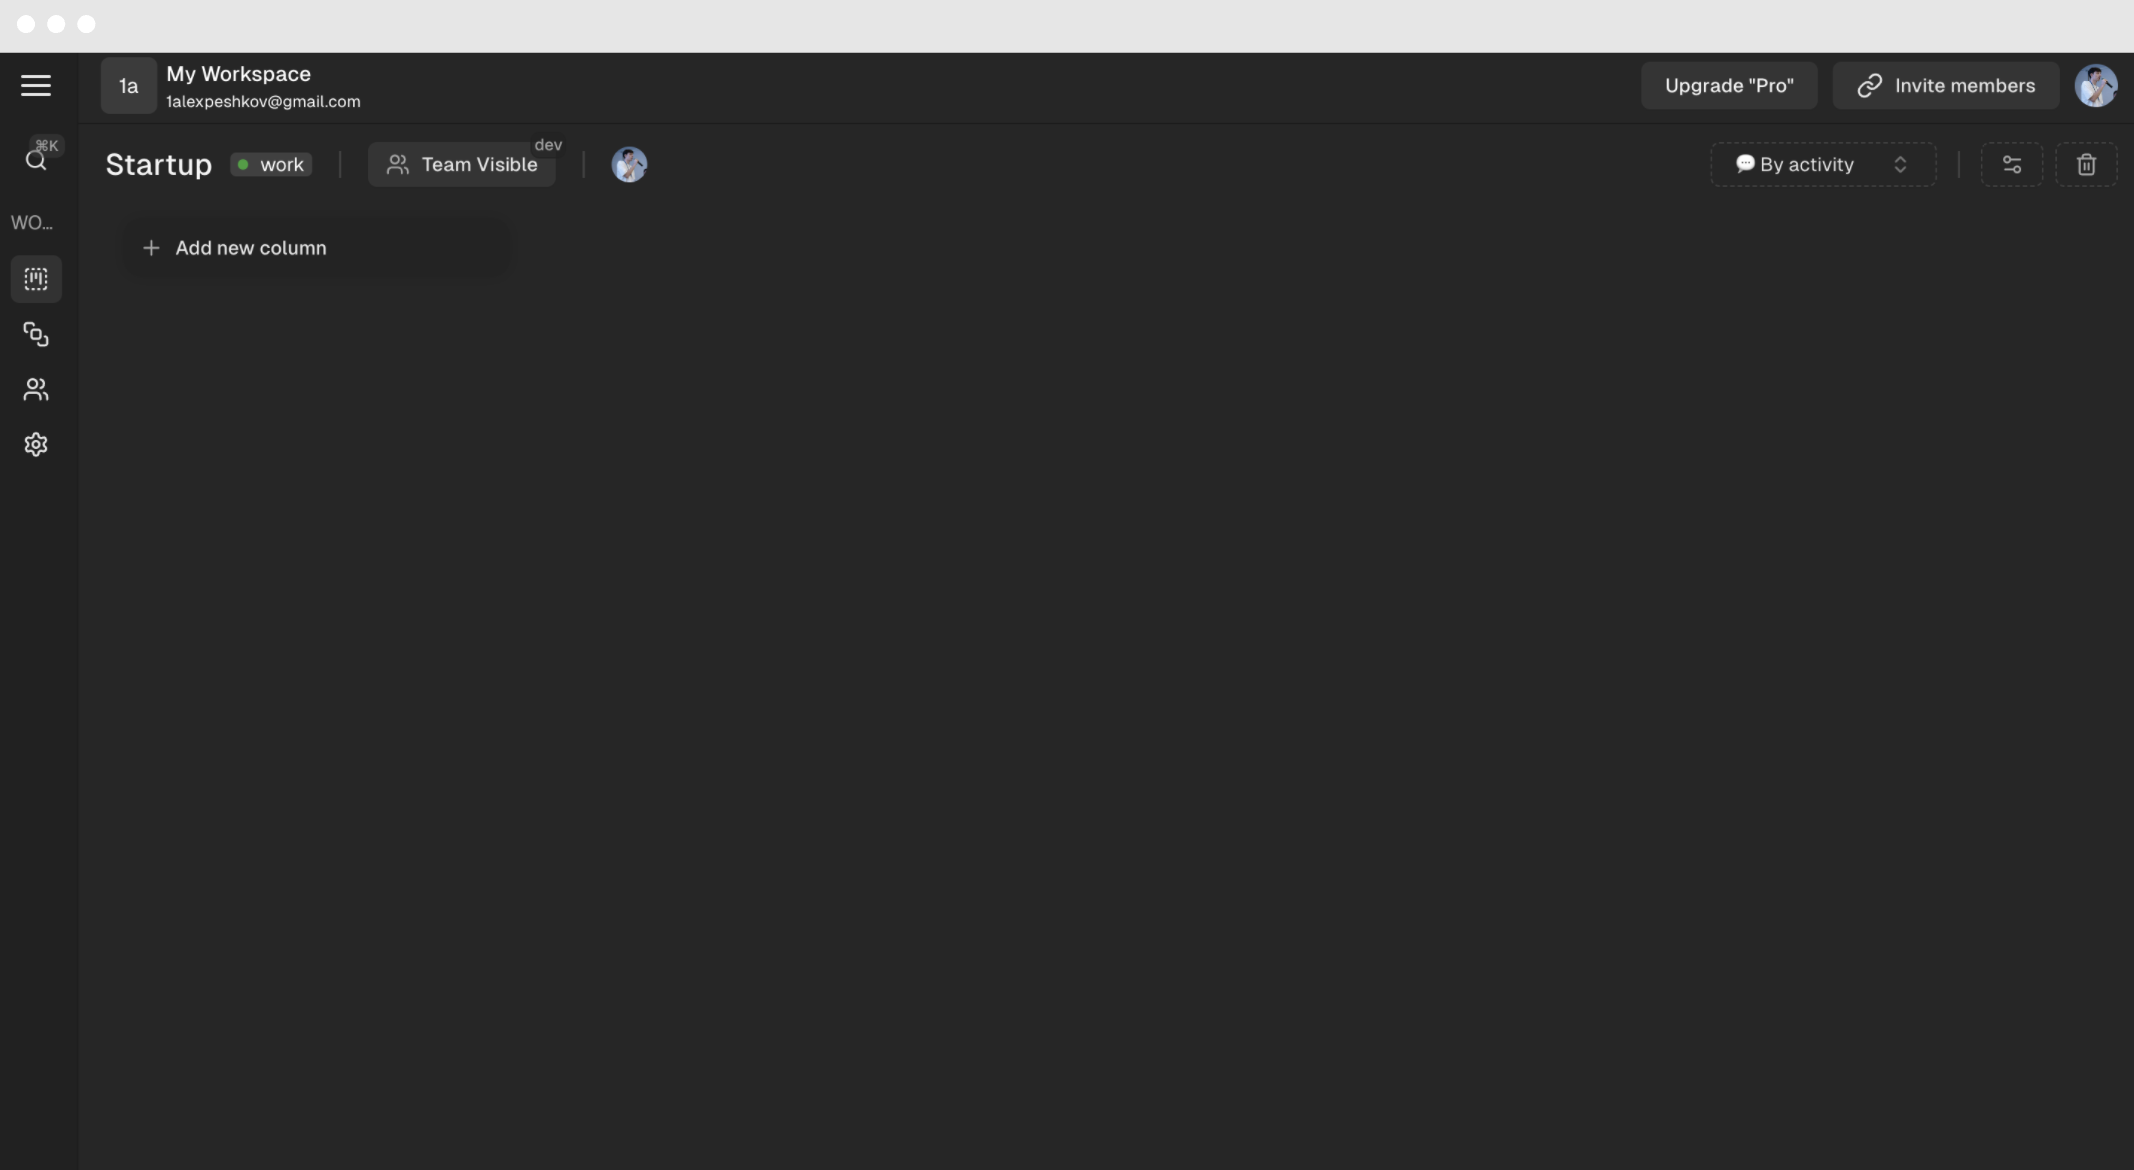 1a
My Workspace
1alexpeshkov@gmail.com
Upgrade "Pro"
Invite members
⌘K
Startup
work
Team Visible
dev
By activity
WO...
Add new column